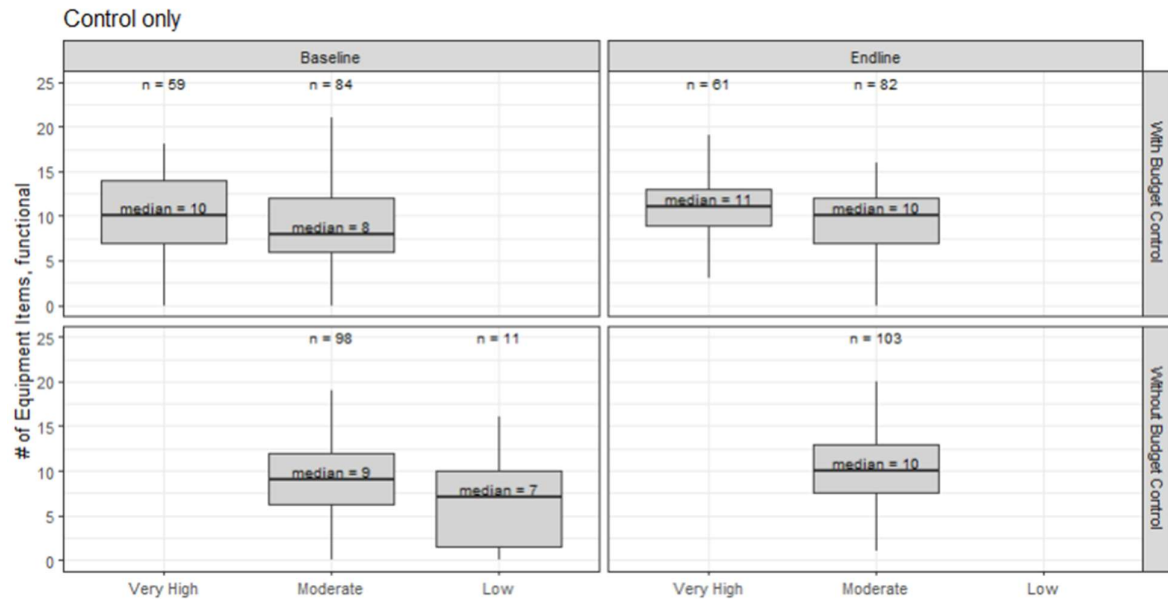 Control only
Baseline
Endline
# of Equipment Items, functional
25
20
15
10
5
0
n = 59
n = 84
median = 10
median = 8
n = 61
n = 82
median = 11
median = 10
With Budget Control
25
20
15
10
5
0
n = 98
n = 11
median = 9
median = 7
n = 103
median = 10
Without Budget Control
Very High
Moderate
Low
Very High
Moderate
Low